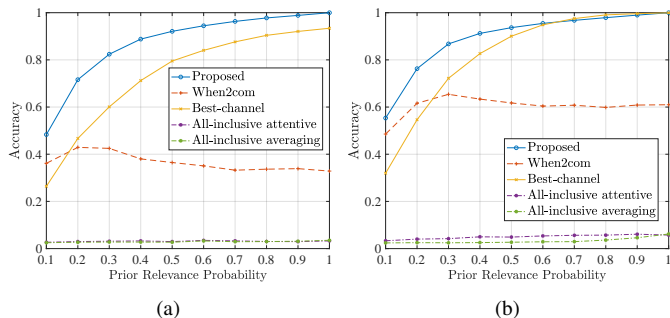 1
0.8
0.6
0.4
0.2
0
Accuracy
Proposed
When2com
Best-channel
All-inclusive attentive
All-inclusive averaging
0.1 0.2 0.3 0.4 0.5 0.6 0.7 0.8 0.9 1
Prior Relevance Probability
(a)
1
0.8
0.6
0.4
0.2
0
Accuracy
Proposed
When2com
Best-channel
All-inclusive attentive
All-inclusive averaging
0.1 0.2 0.3 0.4 0.5 0.6 0.7 0.8 0.9 1
Prior Relevance Probability
(b)